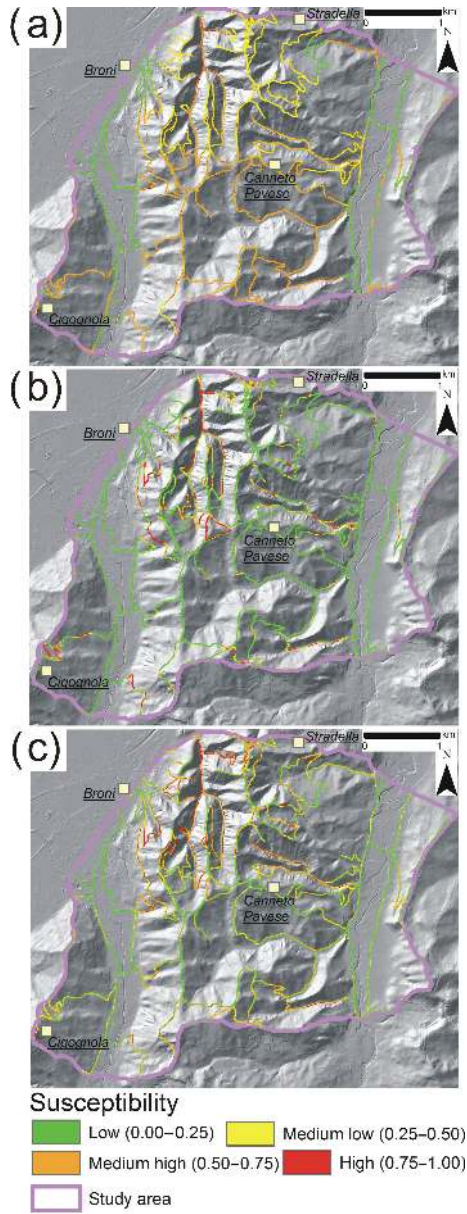 (a)
Stradella
km
0 1
N
Broni
Canneto
Pavese
Cigognola
(b)
Stradella
km
0 1
N
Broni
Canneto
Pavese
Cigognola
(c)
Stradella
km
0 1
N
Broni
Canneto
Pavese
Cigognola
Susceptibility
Low (0.00–0.25) Medium low (0.25–0.50)
Medium high (0.50–0.75) High (0.75–1.00)
Study area